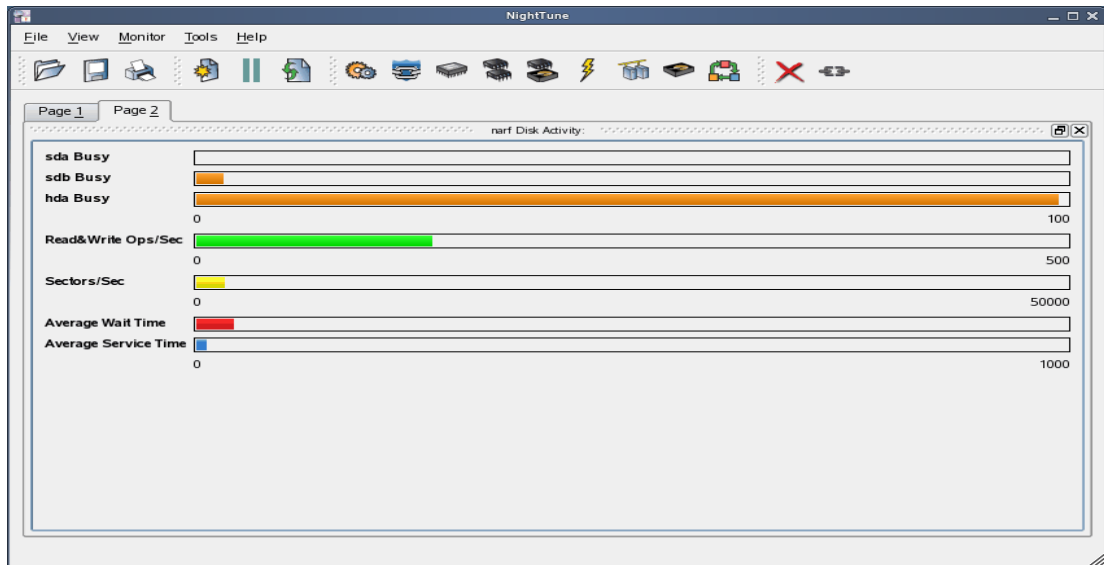 NightTune
File View Monitor Tools Help
Page 1 Page 2
narf Disk Activity:
sda Busy
sdb Busy
hda Busy
0 100
Read&Write Ops/Sec
0 500
Sectors/Sec
0 50000
Average Wait Time
Average Service Time
0 1000